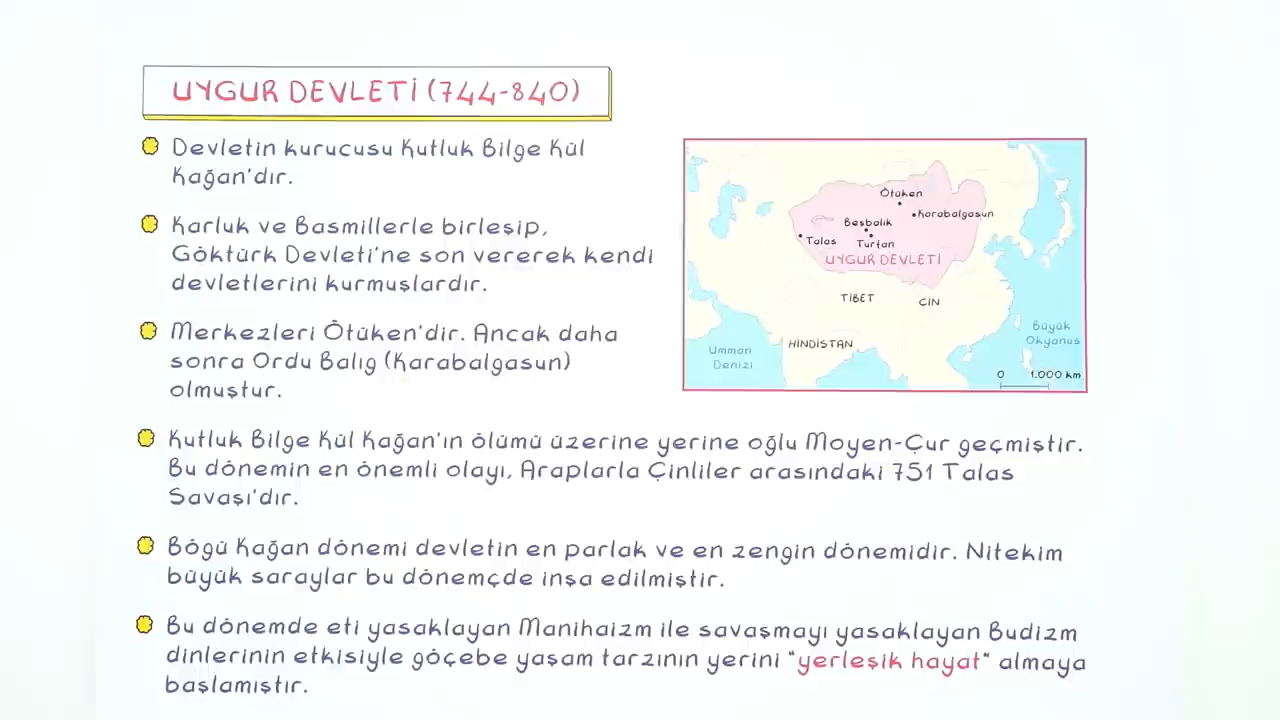 UYGUR DEVLETİ (744-840)
Devletin kurucusu Kutluk Bilge Kül
Kağan'dır.
Karluk ve Basmillerle birleşip,
Göktürk Devleti'ne son vererek kendi
devletlerini kurmuşlardır.
Merkezleri Ötüken'dir. Ancak daha
sonra Ordu Balıg (Karabalgasun)
olmuştur.
Ötüken
Karabalgasun
Beşbalık
Talas
Turfan
UYGUR DEVLETİ
TİBET
ÇİN
HİNDİSTAN
Umman
Denizi
Büyük
Okyanus
0 1.000 km
Kutluk Bilge Kül Kağan'ın ölümü üzerine yerine oğlu Moyen-Çur geçmiştir.
Bu dönemin en önemli olayı, Araplarla Çinliler arasındaki 751 Talas
Savaşı'dır.
Bögü Kağan dönemi devletin en parlak ve en zengin dönemidir. Nitekim
büyük saraylar bu dönemçde inşa edilmiştir.
Bu dönemde eti yasaklayan Manihaizm ile savaşmayı yasaklayan Budizm
dinlerinin etkisiyle göçebe yaşam tarzının yerini "yerleşik hayat" almaya
başlamıştır.